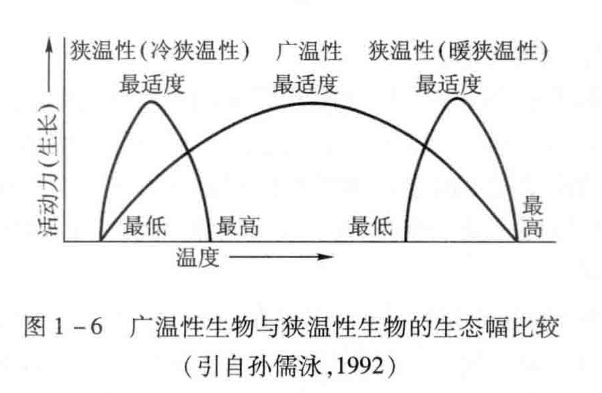 狭温性(冷狭温性) 广温性 狭温性(暖狭温性)
最适度 最适度 最适度
活动力(生长)
最低 最高 最低 最高
温度
图1-6 广温性生物与狭温性生物的生态幅比较
(引自孙儒泳,1992)